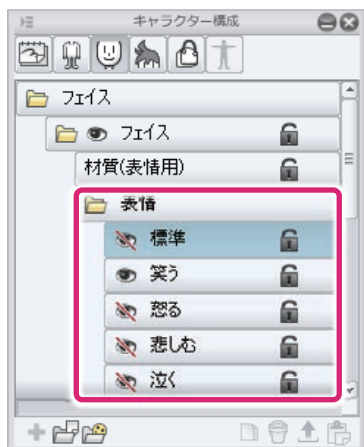 キャラクター構成
フェイス
フェイス
材質(表情用)
表情
標準
笑う
怒る
悲しむ
泣く